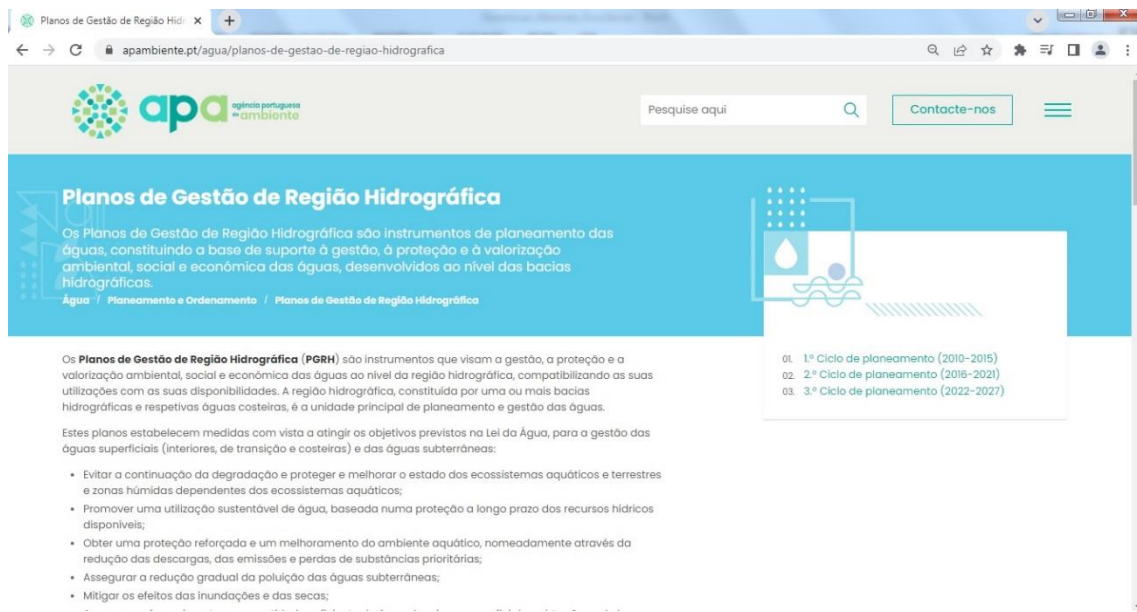 Planos de Gestão de Região Hidr
apambiente.pt/agua/planos-de-gestao-de-regiao-hidrografica
apa
agência portuguesa
do ambiente
Pesquise aqui
Contacte-nos
Planos de Gestão de Região Hidrográfica
Os Planos de Gestão de Região Hidrográfica são instrumentos de planeamento das
águas, constituindo a base de suporte à gestão, à proteção e à valorização
ambiental, social e económica das águas, desenvolvidos ao nível das bacias
hidrográficas.
Água / Planeamento e Ordenamento / Planos de Gestão de Região Hidrográfica
Os Planos de Gestão de Região Hidrográfica (PGRH) são instrumentos que visam a gestão, a proteção e a
valorização ambiental, social e económica das águas ao nível da região hidrográfica, compatibilizando as suas
utilizações com as suas disponibilidades. A região hidrográfica, constituída por uma ou mais bacias
hidrográficas e respetivas águas costeiras, é a unidade principal de planeamento e gestão das águas.
Estes planos estabelecem medidas com vista a atingir os objetivos previstos na Lei da Água, para a gestão das
águas superficiais (interiores, de transição e costeiras) e das águas subterrâneas:
• Evitar a continuação da degradação e proteger e melhorar o estado dos ecossistemas aquáticos e terrestres
e zonas húmidas dependentes dos ecossistemas aquáticos;
• Promover uma utilização sustentável de água, baseada numa proteção a longo prazo dos recursos hídricos
disponíveis;
• Obter uma proteção reforçada e um melhoramento do ambiente aquático, nomeadamente através da
redução das descargas, das emissões e perdas de substâncias prioritárias;
• Assegurar a redução gradual da poluição das águas subterrâneas;
• Mitigar os efeitos das inundações e das secas;
01. 1.º Ciclo de planeamento (2010-2015)
02. 2.º Ciclo de planeamento (2016-2021)
03. 3.º Ciclo de planeamento (2022-2027)